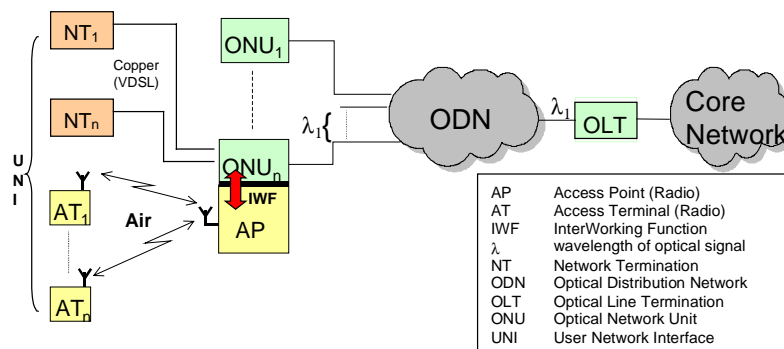 NT1
ONU1
Copper
(VDSL)
NTn
λ1{
ODN
λ1
OLT
Core
Network
U
N
I
ONUn
IWF
AP
AT1
Air
ATn
AP Access Point (Radio)
AT Access Terminal (Radio)
IWF InterWorking Function
λ wavelength of optical signal
NT Network Termination
ODN Optical Distribution Network
OLT Optical Line Termination
ONU Optical Network Unit
UNI User Network Interface